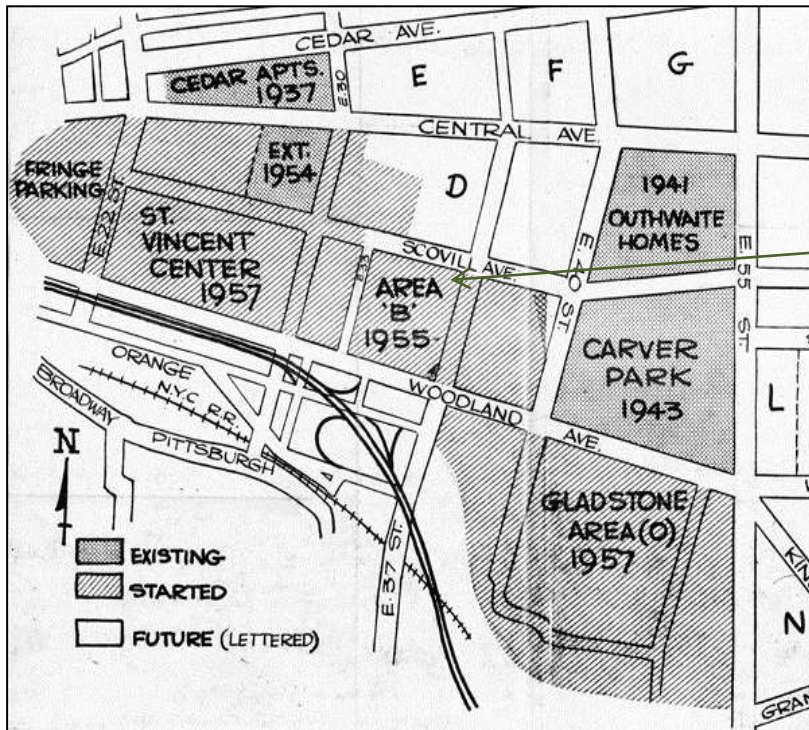 CEDAR AVE.
CEDAR APTS.
1937
E. 30
E
F
G
CENTRAL AVE.
FRINGE
PARKING
E. 22 ST.
EXT.
1954
D
1941
OUTHWAITE
HOMES
ST.
VINCENT
CENTER
1957
SCOVILL AVE.
E. 40 ST.
E 55 ST.
AREA
'B'
1955
CARVER
PARK
1943
ORANGE
N.Y.C R.R.
BROADWAY
PITTSBURGH
WOODLAND AVE.
L
N
GLADSTONE
AREA (O)
1957
E. 37 ST.
EXISTING
STARTED
FUTURE (LETTERED)
N